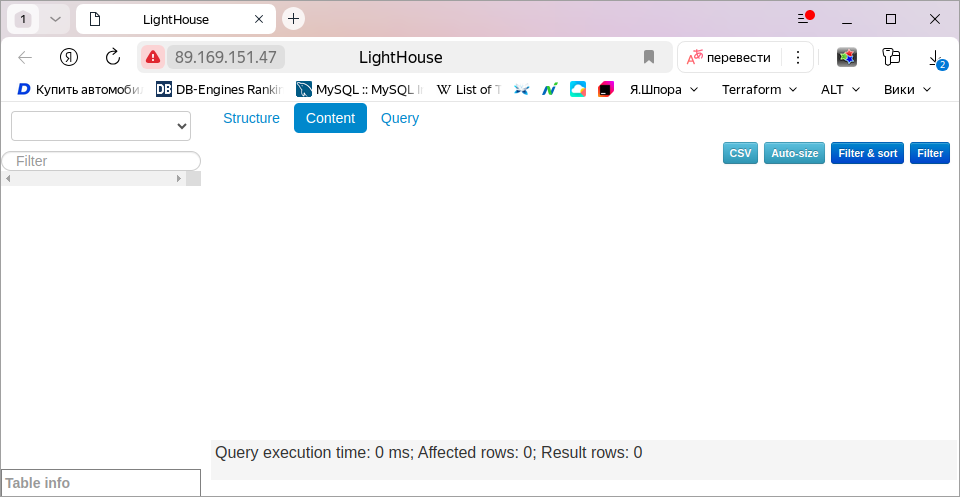 1
LightHouse
89.169.151.47
LightHouse
перевести
2
Купить автомоби
DB DB-Engines Rankin
MySQL :: MySQL
W List of
Я.Шпора
Terraform
ALT
Вики
Structure
Content
Query
CSV
Auto-size
Filter & sort
Filter
Filter
Query execution time: 0 ms; Affected rows: 0; Result rows: 0
Table info